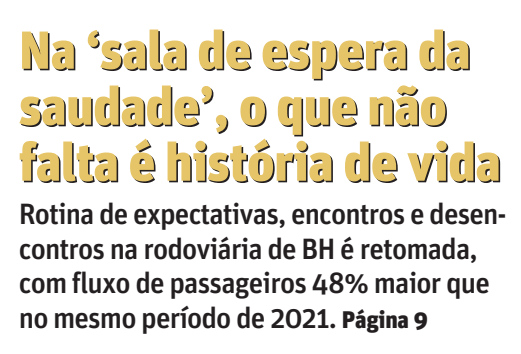 Na ‘sala de espera da
saudade’, o que não
falta é história de vida
Rotina de expectativas, encontros e desen-
contros na rodoviária de BH é retomada,
com fluxo de passageiros 48% maior que
no mesmo período de 2021. Página 9